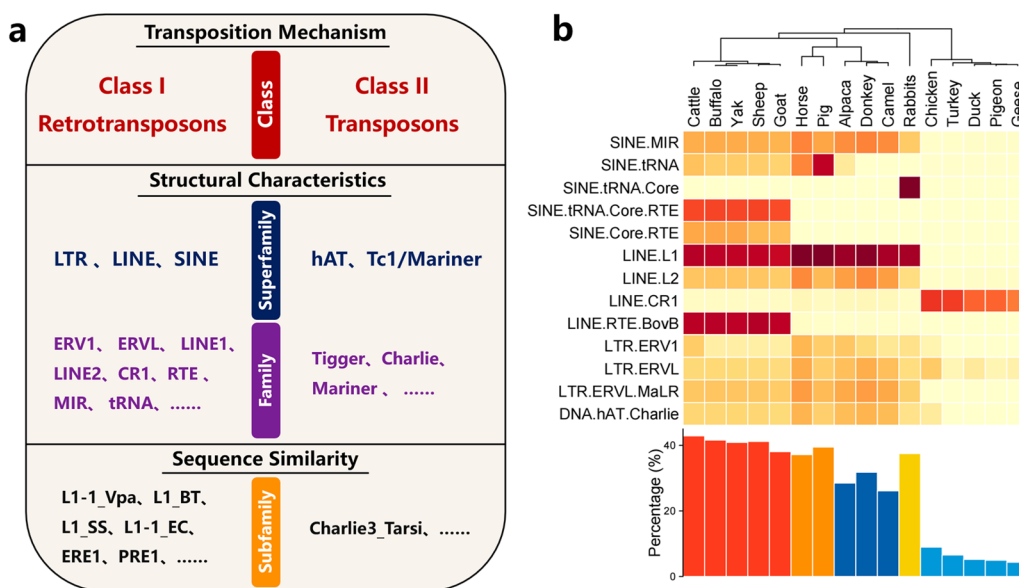 a
Transposition Mechanism
Class I
Retrotransposons
Class
Class II
Transposons
Structural Characteristics
LTR 、LINE、SINE
Superfamily
hAT、Tc1/Mariner
ERV1、 ERVL、 LINE1、
LINE2、CR1、RTE 、
MIR、 tRNA、……
Family
Tigger、Charlie、
Mariner 、 ……
Sequence Similarity
L1-1_Vpa、L1_BT、
L1_SS、L1-1_EC、
ERE1、 PRE1、……
Subfamily
Charlie3_Tarsi、……
b
Cattle
Buffalo
Yak
Sheep
Goat
Horse
Pig
Alpaca
Donkey
Camel
Rabbits
Chicken
Turkey
Duck
Pigeon
Geese
SINE.MIR
SINE.tRNA
SINE.tRNA.Core
SINE.tRNA.Core.RTE
SINE.Core.RTE
LINE.L1
LINE.L2
LINE.CR1
LINE.RTE.BovB
LTR.ERV1
LTR.ERVL
LTR.ERVL.MaLR
DNA.hAT.Charlie
Percentage (%)
40
20
0